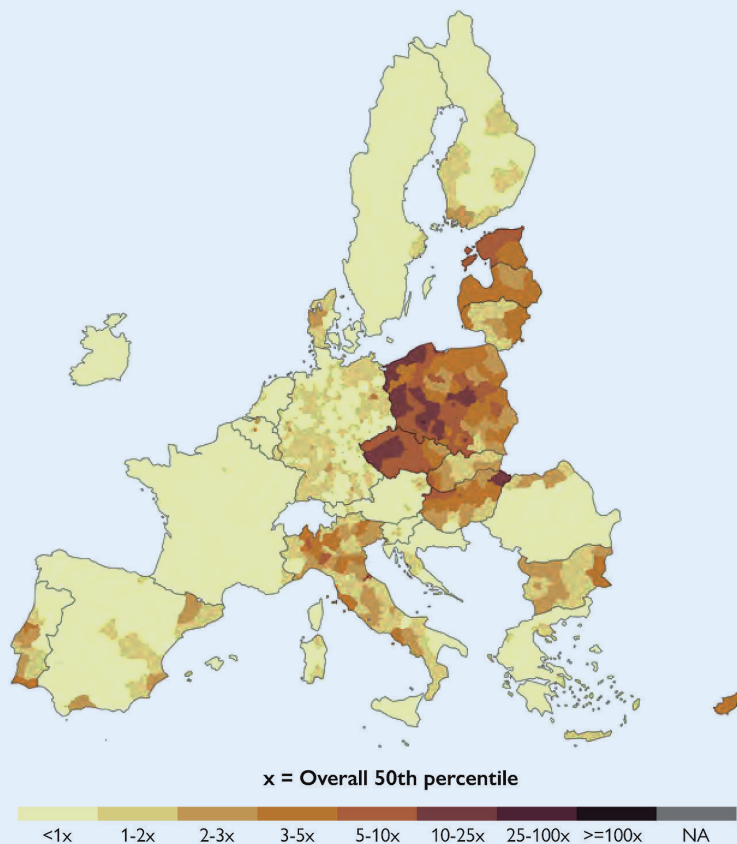 x = Overall 50th percentile
<1x 1-2x 2-3x 3-5x 5-10x 10-25x 25-100x >=100x NA